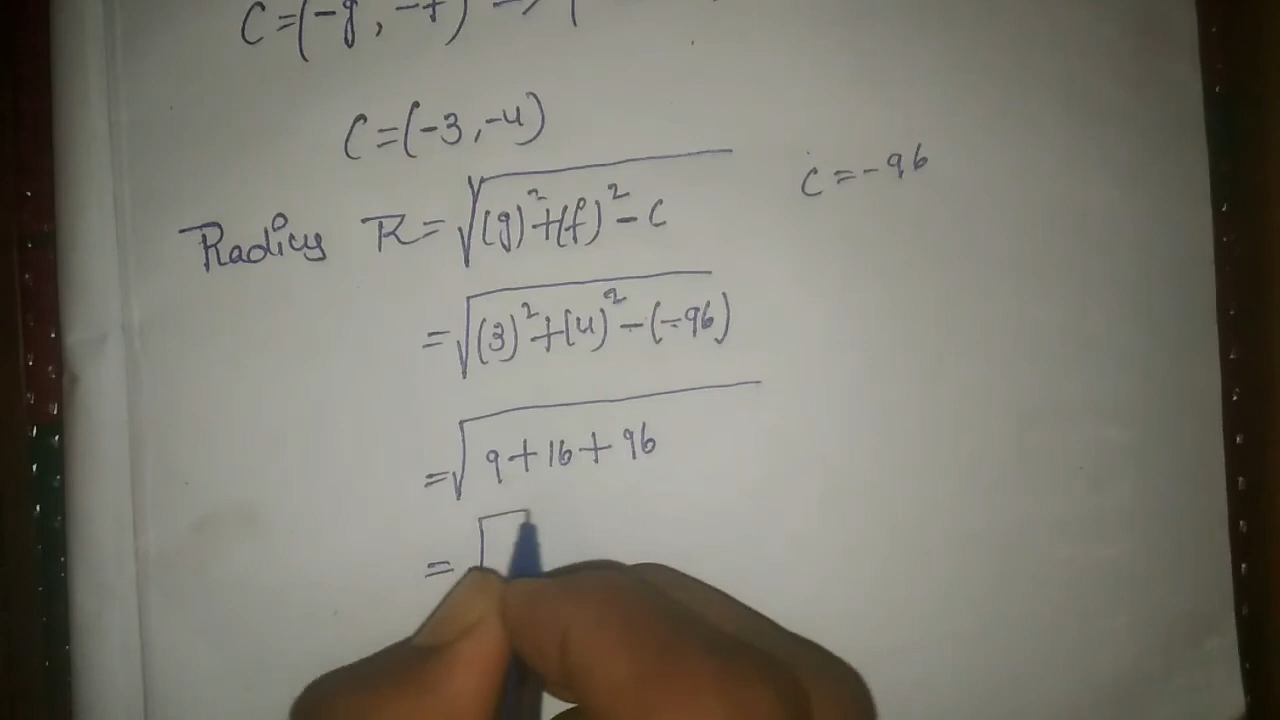 C=(-g, -f)
C=(-3,-4)
c=-96
Radius R=√(g)²+(f)²-c
=√(3)²+(4)²-(-96)
=√9+16+96
=√